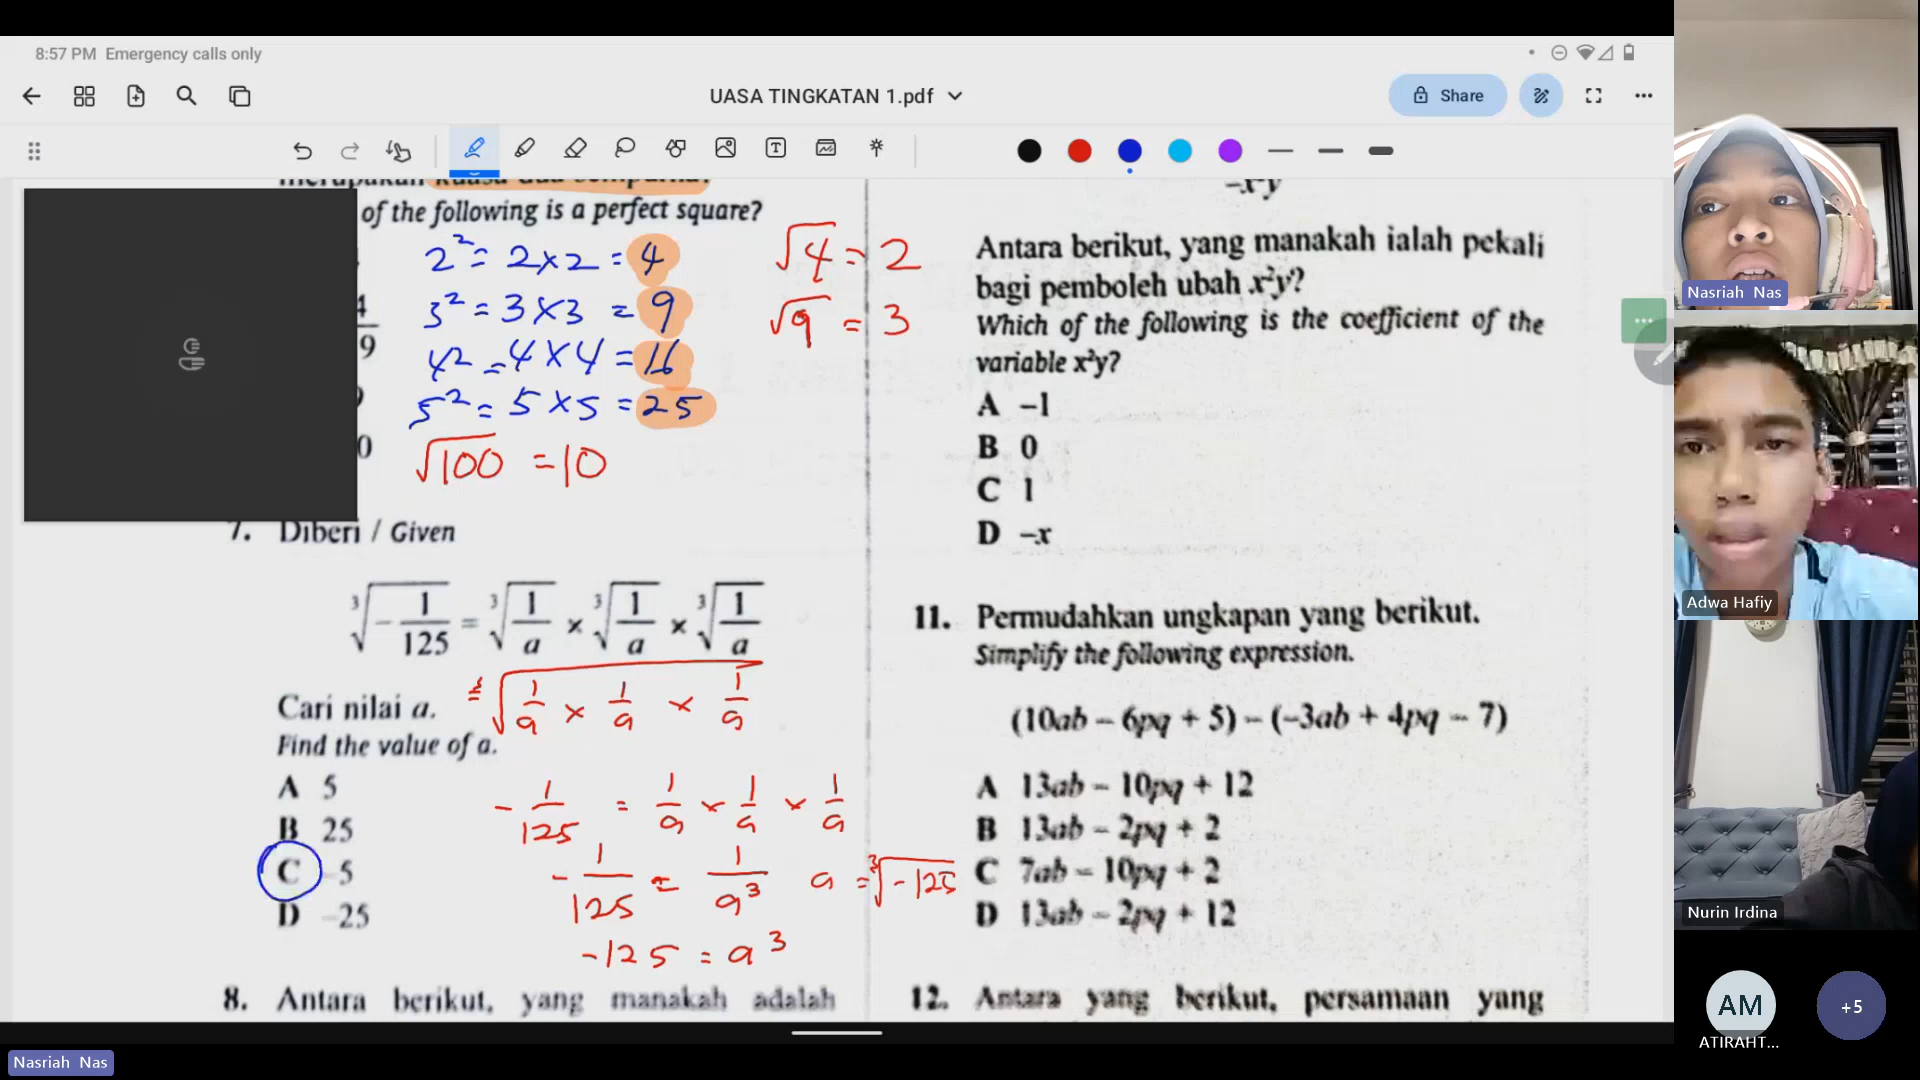 8:57 PM Emergency calls only
UASA TINGKATAN 1.pdf
Share
of the following is a perfect square?
2² = 2 × 2 = 4
3² = 3 × 3 = 9
4² = 4 × 4 = 16
5² = 5 × 5 = 25
√100 = 10
√4 = 2
√9 = 3
4
9
0
7. Diberi / Given
∛-1/125 = ∛1/a × ∛1/a × ∛1/a
√1/a × 1/a × 1/a
Cari nilai a.
Find the value of a.
A 5
B 25
C -5
D -25
- 1/125 = 1/a × 1/a × 1/a
- 1/125 = 1/a³
a = ∛-125
-125 = a³
8. Antara berikut, yang manakah adalah
-x²y
Antara berikut, yang manakah ialah pekali
bagi pemboleh ubah x²y?
Which of the following is the coefficient of the
variable x²y?
A -1
B 0
C 1
D -x
11. Permudahkan ungkapan yang berikut.
Simplify the following expression.
(10ab - 6pq + 5) - (-3ab + 4pq - 7)
A 13ab - 10pq + 12
B 13ab - 2pq + 2
C 7ab - 10pq + 2
D 13ab - 2pq + 12
12. Antara yang berikut, persamaan yang
Nasriah Nas
Adwa Hafiy
Nurin Irdina
AM
ATIRAHT...
+5
Nasriah Nas